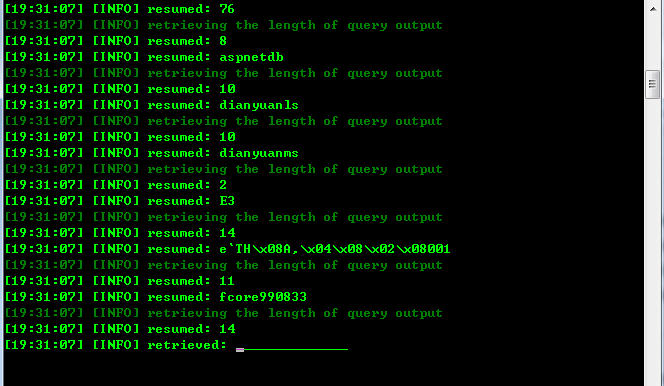 [19:31:07] [INFO] resumed: 76
[19:31:07] [INFO] retrieving the length of query output
[19:31:07] [INFO] resumed: 8
[19:31:07] [INFO] resumed: aspnetdb
[19:31:07] [INFO] retrieving the length of query output
[19:31:07] [INFO] resumed: 10
[19:31:07] [INFO] resumed: dianyuanls
[19:31:07] [INFO] retrieving the length of query output
[19:31:07] [INFO] resumed: 10
[19:31:07] [INFO] resumed: dianyuanms
[19:31:07] [INFO] retrieving the length of query output
[19:31:07] [INFO] resumed: 2
[19:31:07] [INFO] resumed: E3
[19:31:07] [INFO] retrieving the length of query output
[19:31:07] [INFO] resumed: 14
[19:31:07] [INFO] resumed: e`TH\x08A.\x04\x08\x02\x08001
[19:31:07] [INFO] retrieving the length of query output
[19:31:07] [INFO] resumed: 11
[19:31:07] [INFO] resumed: fcore990833
[19:31:07] [INFO] retrieving the length of query output
[19:31:07] [INFO] resumed: 14
[19:31:07] [INFO] retrieved: ______________